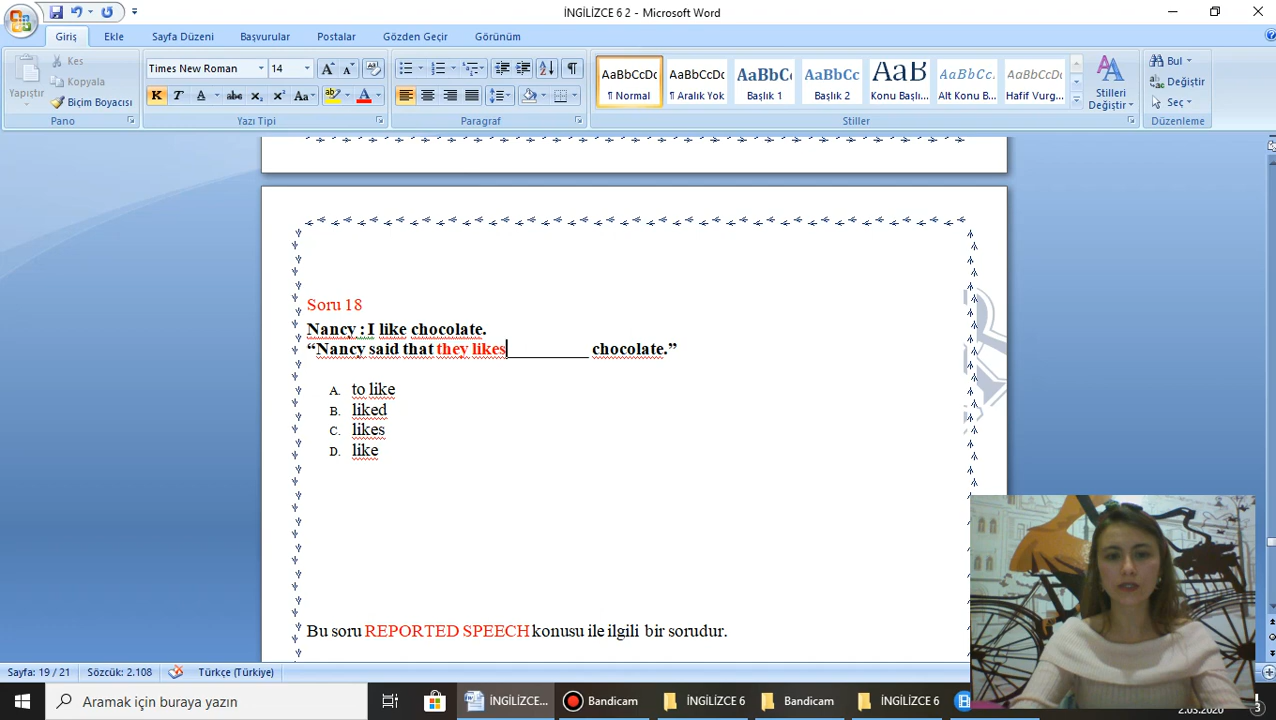 İNGİLİZCE 6 2 - Microsoft Word
Giriş Ekle Sayfa Düzeni Başvurular Postalar Gözden Geçir Görünüm
Yapıştır
Kes
Kopyala
Biçim Boyacısı
Pano
Times New Roman 14
Yazı Tipi
Paragraf
AaBbCcDc AaBbCcDc AaBbCc AaBbCc AaB AaBbCc. AaBbCcDc
¶ Normal ¶ Aralık Yok Başlık 1 Başlık 2 Konu Başlı... Alt Konu B... Hafif Vurg...
Stilleri
Değiştir
Stiller
Bul
Değiştir
Seç
Düzenleme
Soru 18
Nancy : I like chocolate.
“Nancy said that they likes__________ chocolate.”
A. to like
B. liked
C. likes
D. like
Bu soru REPORTED SPEECH konusu ile ilgili bir sorudur.
Sayfa: 19 / 21 Sözcük: 2.108 Türkçe (Türkiye)
Aramak için buraya yazın
İNGİLİZCE... Bandicam İNGİLİZCE 6 Bandicam İNGİLİZCE 6
2.03.2020
3